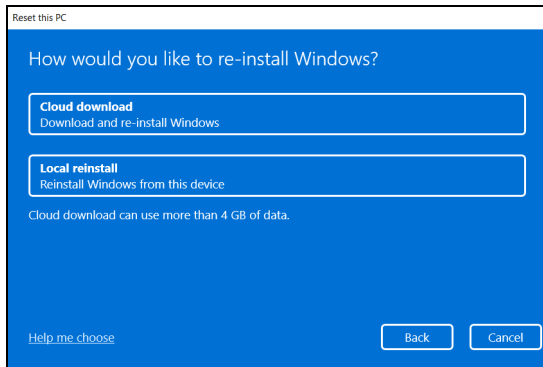 Reset this PC
How would you like to re-install Windows?
Cloud download
Download and re-install Windows
Local reinstall
Reinstall Windows from this device
Cloud download can use more than 4 GB of data.
Help me choose
Back
Cancel